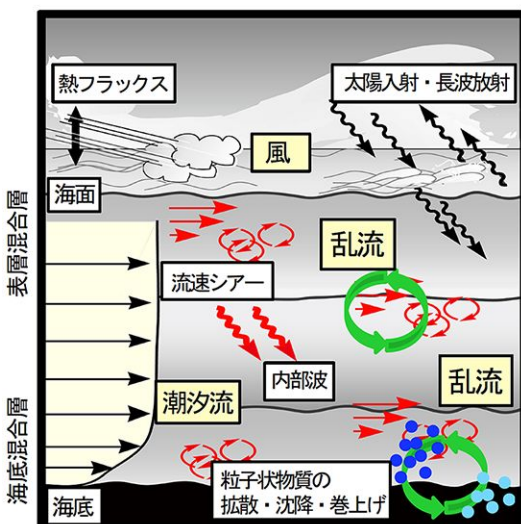 熱フラックス
太陽入射・長波放射
風
海面
表層混合層
乱流
流速シアー
内部波
乱流
潮汐流
海底混合層
粒子状物質の
拡散・沈降・巻上げ
海底